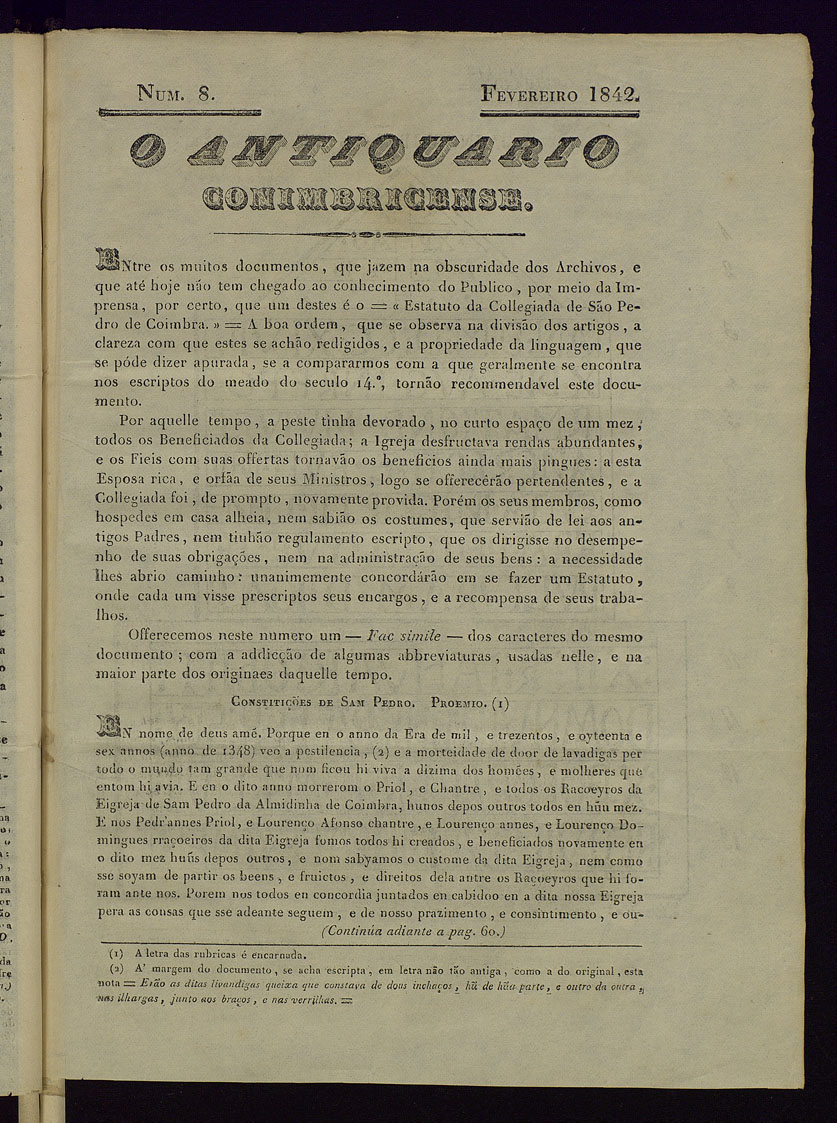 Num. 8. Fevereiro 1842.
O ANTIQUARIO
CONIMBRICENSE.
ENtre os muitos documentos, que jazem na obscuridade dos Archivos, e
que até hoje não tem chegado ao conhecimento do Publico, por meio da Im-
prensa, por certo, que um destes é o = « Estatuto da Collegiada de São Pe-
dro de Coimbra. » = A boa ordem, que se observa na divisão dos artigos, a
clareza com que estes se achão redigidos, e a propriedade da linguagem, que
se póde dizer apurada, se a compararmos com a que geralmente se encontra
nos escriptos do meado do seculo 14.º, tornão recommendavel este docu-
mento.
Por aquelle tempo, a peste tinha devorado, no curto espaço de um mez,
todos os Beneficiados da Collegiada; a Igreja desfructava rendas abundantes,
e os Fieis com suas offertas tornavão os beneficios ainda mais pingues: a esta
Esposa rica, e orfãa de seus Ministros, logo se offerecérão pertendentes, e a
Collegiada foi, de prompto, novamente provida. Porém os seus membros, como
hospedes em casa alheia, nem sabião os costumes, que servião de lei aos an-
tigos Padres, nem tinhão regulamento escripto, que os dirigisse no desempe-
nho de suas obrigações, nem na administração de seus bens: a necessidade
lhes abrio caminho: unanimemente concordárão em se fazer um Estatuto,
onde cada um visse prescriptos seus encargos, e a recompensa de seus traba-
lhos.
Offerecemos neste numero um — Fac simile — dos caracteres do mesmo
documento; com a addicção de algumas abbreviaturas, usadas nelle, e na
maior parte dos originaes daquelle tempo.
Constitições de Sam Pedro. Proemio. (1)
EN nome de deus amé. Porque en o anno da Era de mil, e trezentos, e oyteenta e
sex annos (anno de 1348) veo a pestilencia, (2) e a morteidade de door de lavadigas per
todo o mundo tam grande que nom ficou hi viva a dizima dos homées, e molheres que
entom hi avia. E en o dito anno morrerom o Priol, e Chantre, e todos os Racoeyros da
Eigreja de Sam Pedro da Almidinha de Coimbra, hunos depos outros todos en hũu mez.
E nos Pedr'annes Priol, e Lourenço Afonso chantre, e Lourenço annes, e Lourenço Do-
mingues rraçoeiros da dita Eigreja fomos todos hi creados, e beneficiados novamente en
o dito mez huũs depos outros, e nom sabyamos o custome da dita Eigreja, nem como
sse soyam de partir os beens, e fruictos, e direitos dela antre os Raçoeyros que hi fo-
ram ante nos. Porem nos todos en concordia juntados en cabidoo en a dita nossa Eigreja
pera as cousas que sse adeante seguem, e de nosso prazimento, e consintimento, e ou-
(Continúa adiante a pag. 60.)
(1) A letra das rubricas é encarnada.
(2) A' margem do documento, se acha escripta, em letra não tão antiga, como a do original, esta
nota = Erão as ditas livandigas queixa que constava de dous inchaços, hũ de hũa parte, e outro da outra,
nas ilhargas, junto aos braços, e nas verrilhas. =